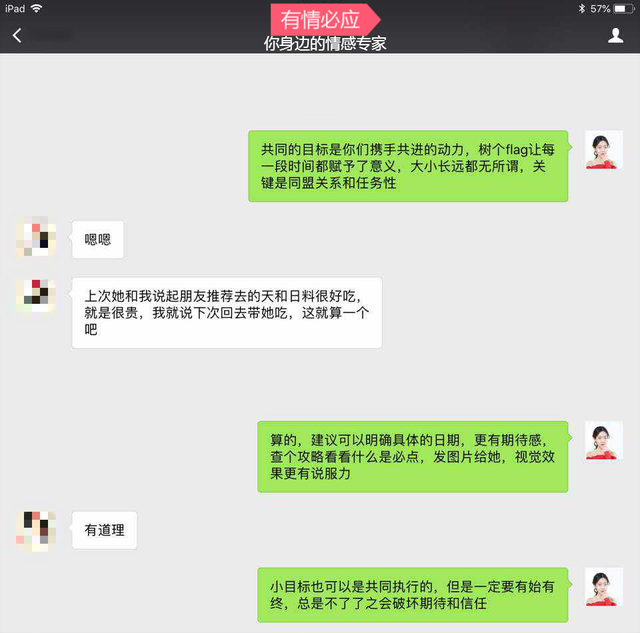 iPad
57%
有情必应
你身边的情感专家
共同的目标是你们携手共进的动力，树个flag让每
一段时间都赋予了意义，大小长远都无所谓，关
键是同盟关系和任务性
嗯嗯
上次她和我说起朋友推荐去的天和日料很好吃，
就是很贵，我就说下次回去带她吃，这就算一个
吧
算的，建议可以明确具体的日期，更有期待感，
查个攻略看看什么是必点，发图片给她，视觉效
果更有说服力
有道理
小目标也可以是共同执行的，但是一定要有始有
终，总是不了了之会破坏期待和信任